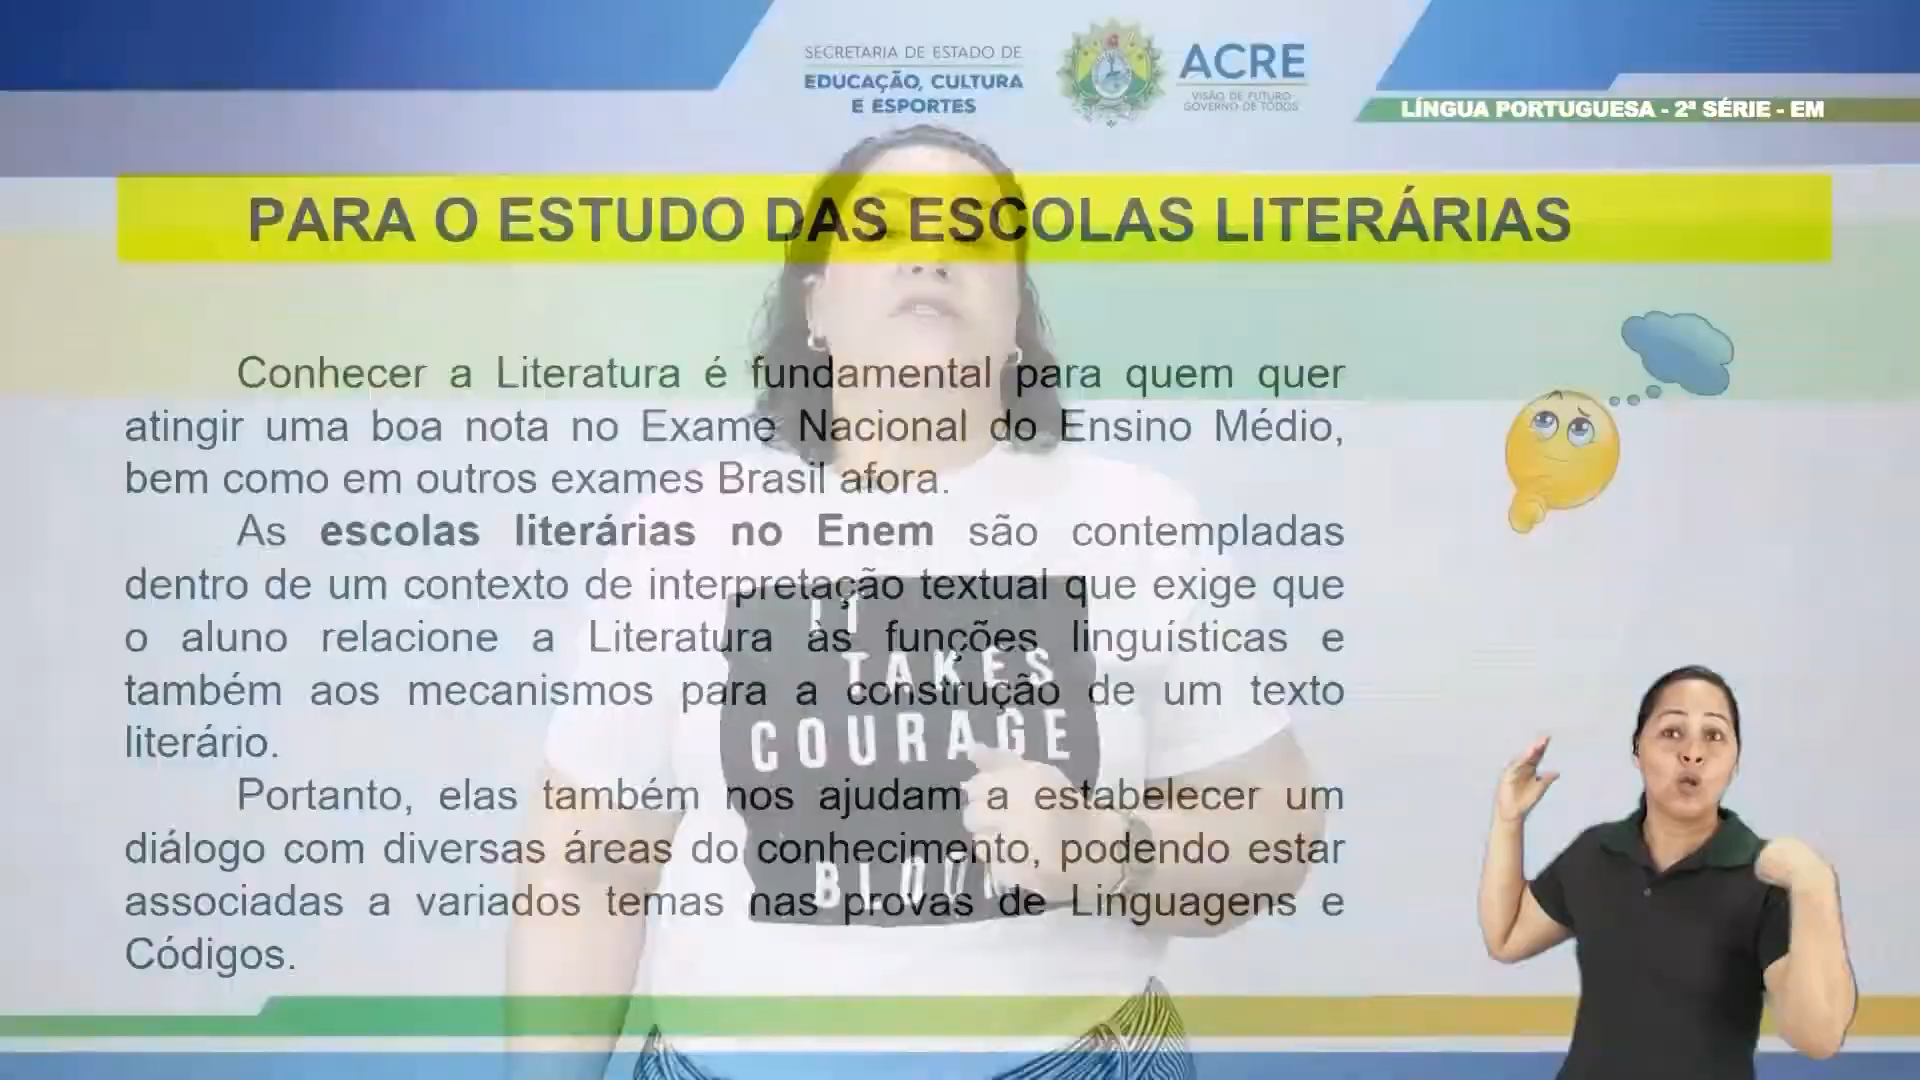 SECRETARIA DE ESTADO DE
EDUCAÇÃO, CULTURA
E ESPORTES
ACRE
VISÃO DE FUTURO
GOVERNO DE TODOS
LÍNGUA PORTUGUESA - 2ª SÉRIE - EM
PARA O ESTUDO DAS ESCOLAS LITERÁRIAS
Conhecer a Literatura é fundamental para quem quer
atingir uma boa nota no Exame Nacional do Ensino Médio,
bem como em outros exames Brasil afora.
As escolas literárias no Enem são contempladas
dentro de um contexto de interpretação textual que exige que
o aluno relacione a Literatura às funções linguísticas e
também aos mecanismos para a construção de um texto
literário.
Portanto, elas também nos ajudam a estabelecer um
diálogo com diversas áreas do conhecimento, podendo estar
associadas a variados temas nas provas de Linguagens e
Códigos.
IT
TAKES
COURAGE